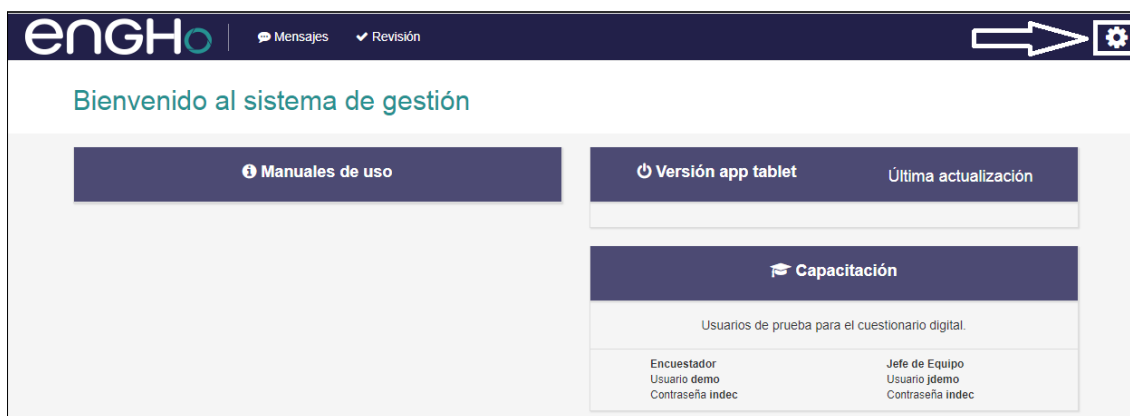 enGHo
Mensajes
Revisión
Bienvenido al sistema de gestión
Manuales de uso
Versión app tablet
Última actualización
Capacitación
Usuarios de prueba para el cuestionario digital.
Encuestador
Usuario demo
Contraseña indec
Jefe de Equipo
Usuario jdemo
Contraseña indec